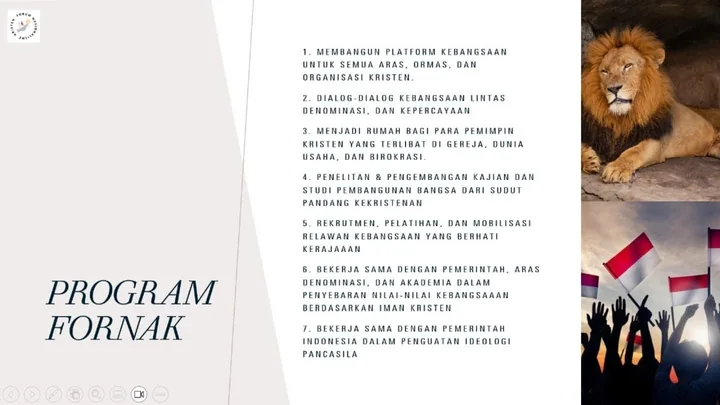 PROGRAM
FORNAK
1. MEMBANGUN PLATFORM KEBANGSAAN
UNTUK SEMUA ARAS, ORMAS, DAN
ORGANISASI KRISTEN.
2. DIALOG-DIALOG KEBANGSAAN LINTAS
DENOMINASI, DAN KEPERCAYAAN
3. MENJADI RUMAH BAGI PARA PEMIMPIN
KRISTEN YANG TERLIBAT DI GEREJA, DUNIA
USAHA, DAN BIROKRASI.
4. PENELITAN & PENGEMBANGAN KAJIAN DAN
STUDI PEMBANGUNAN BANGSA DARI SUDUT
PANDANG KEKRISTENAN
5. REKRUTMEN, PELATIHAN, DAN MOBILISASI
RELAWAN KEBANGSAAN YANG BERHATI
KERAJAAAN
6. BEKERJA SAMA DENGAN PEMERINTAH, ARAS
DENOMINASI, DAN AKADEMIA DALAM
PENYEBARAN NILAI-NILAI KEBANGSAAAN
BERDASARKAN IMAN KRISTEN
7. BEKERJA SAMA DENGAN PEMERINTAH
INDONESIA DALAM PENGUATAN IDEOLOGI
PANCASILA